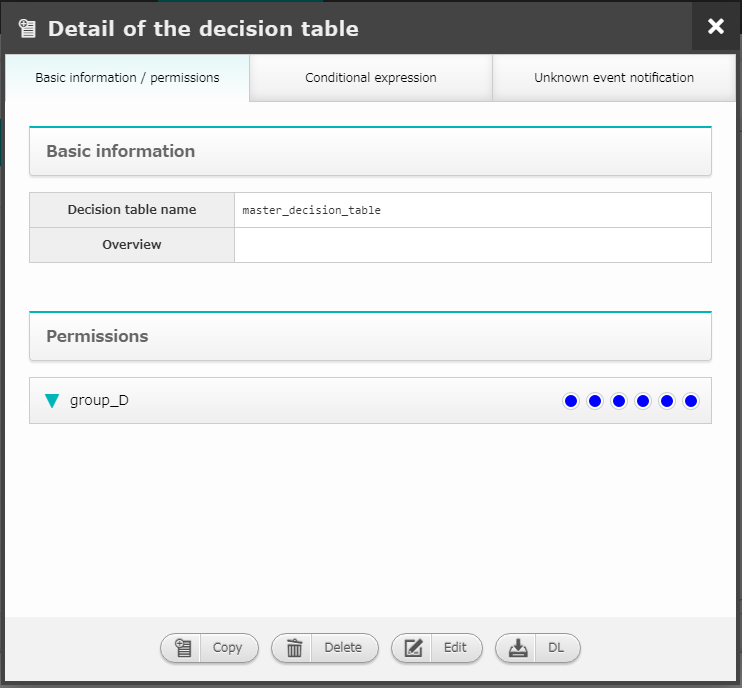 Detail of the decision table
Basic information / permissions
Conditional expression
Unknown event notification
Basic information
Decision table name
master_decision_table
Overview
Permissions
group_D
Copy
Delete
Edit
DL